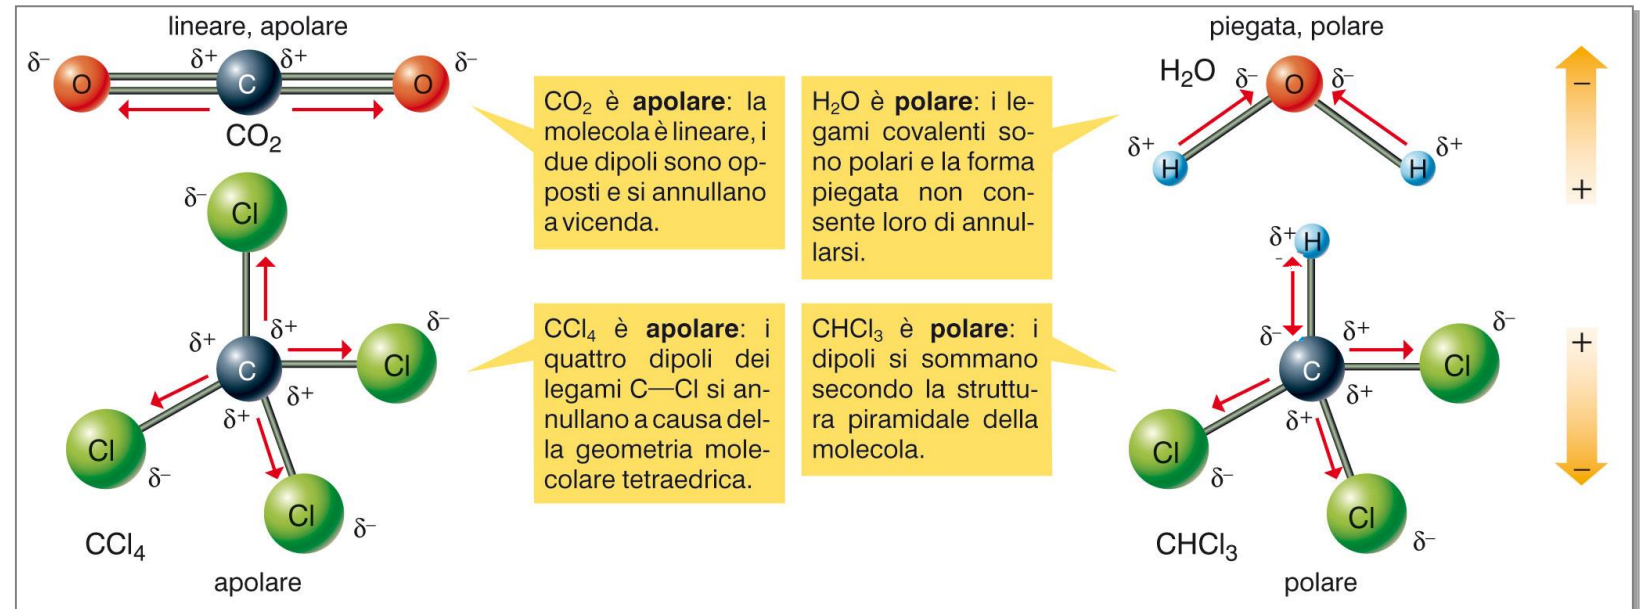 lineare, apolare
δ– O δ+ C δ+ O δ–
CO₂
CO₂ è apolare: la
molecola è lineare, i
due dipoli sono op-
posti e si annullano
a vicenda.
H₂O è polare: i le-
gami covalenti so-
no polari e la forma
piegata non con-
sente loro di annul-
larsi.
piegata, polare
H₂O δ– O δ–
δ+ H H δ+
–
+
δ–
Cl
δ+ δ+ δ–
C Cl
δ+ δ+
Cl
δ–
Cl δ–
CCl₄
apolare
CCl₄ è apolare: i
quattro dipoli dei
legami C—Cl si an-
nullano a causa del-
la geometria mole-
colare tetraedrica.
CHCl₃ è polare: i
dipoli si sommano
secondo la struttu-
ra piramidale della
molecola.
δ+ H
-
δ– δ+ δ–
C Cl
δ+ δ+
Cl
δ–
Cl
δ–
CHCl₃
polare
+
–